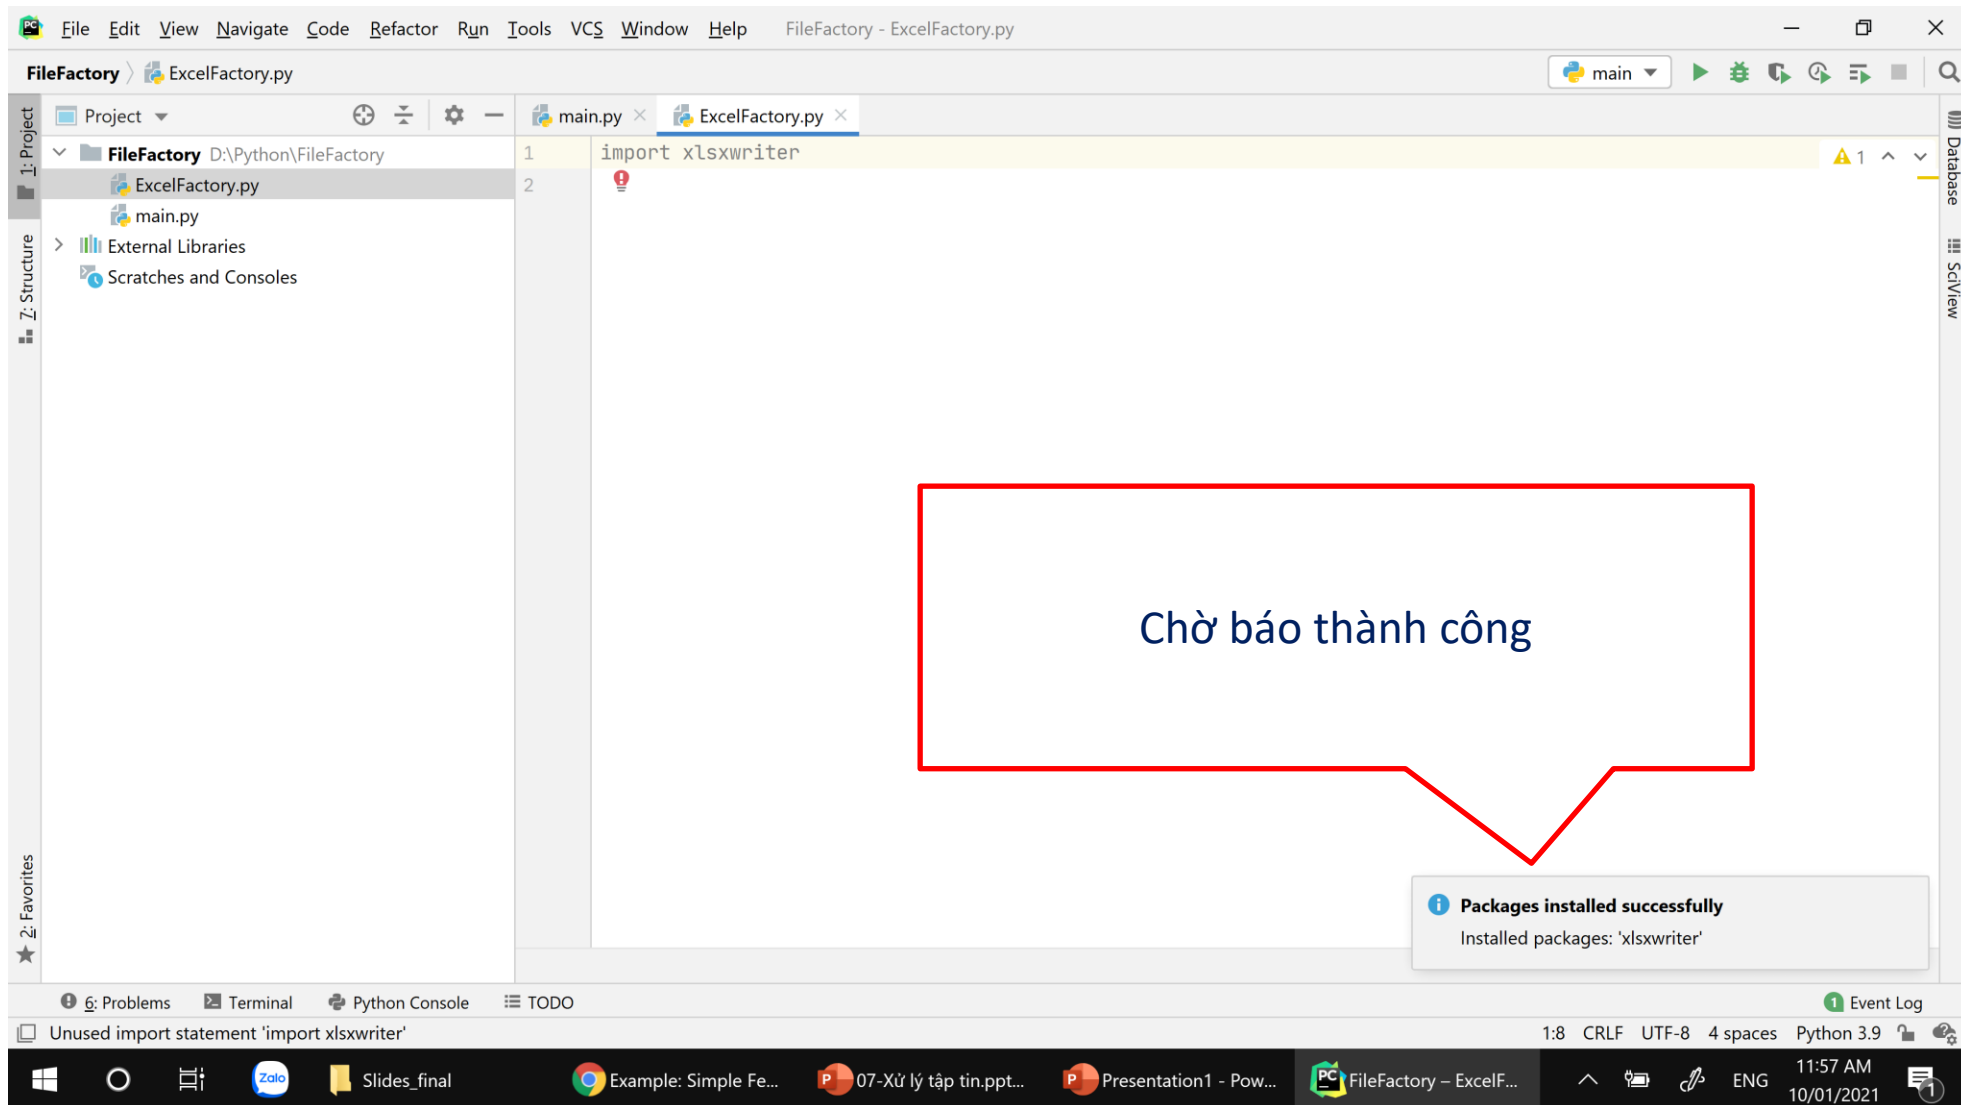 File Edit View Navigate Code Refactor Run Tools VCS Window Help FileFactory - ExcelFactory.py
FileFactory ExcelFactory.py main
1: Project
Project
main.py
ExcelFactory.py
FileFactory D:\Python\FileFactory
ExcelFactory.py
main.py
External Libraries
Scratches and Consoles
7: Structure
2: Favorites
1 import xlsxwriter
2
1
Database
SciView
Chờ báo thành công
Packages installed successfully
Installed packages: 'xlsxwriter'
6: Problems Terminal Python Console TODO 1 Event Log
Unused import statement 'import xlsxwriter' 1:8 CRLF UTF-8 4 spaces Python 3.9
Zalo Slides_final Example: Simple Fe... 07-Xử lý tập tin.ppt... Presentation1 - Pow... FileFactory – ExcelF... ENG 11:57 AM
10/01/2021
1